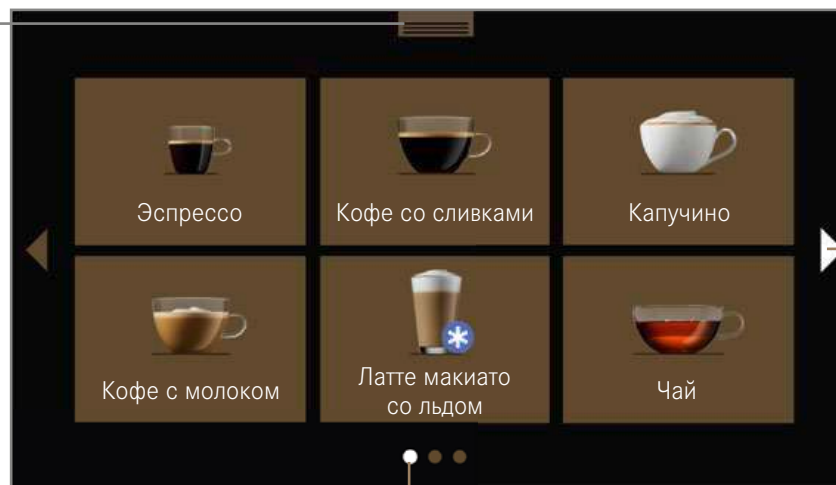 Эспрессо
Кофе со сливками
Капучино
Кофе с молоком
Латте макиато
со льдом
Чай